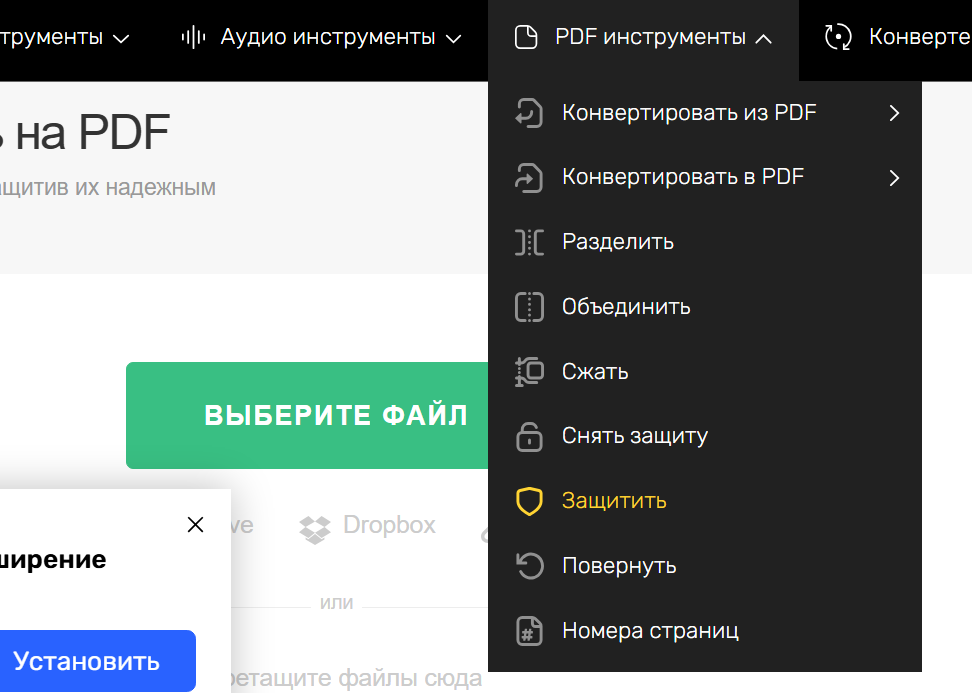 трументы
Аудио инструменты
PDF инструменты
Конверте
ь на PDF
ащитив их надежным
Конвертировать из PDF
Конвертировать в PDF
Разделить
Объединить
Сжать
Снять защиту
Защитить
Повернуть
Номера страниц
ВЫБЕРИТЕ ФАЙЛ
ve
Dropbox
или
ретащите файлы сюда
ширение
Установить